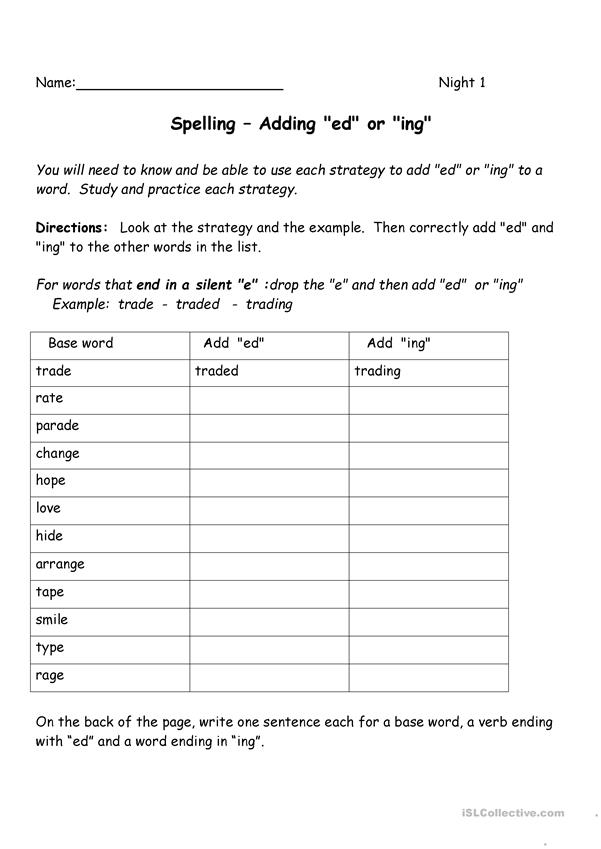 Name:_________________________ Night 1
Spelling – Adding "ed" or "ing"
You will need to know and be able to use each strategy to add "ed" or "ing" to a
word. Study and practice each strategy.
Directions: Look at the strategy and the example. Then correctly add "ed" and
"ing" to the other words in the list.
For words that end in a silent "e" :drop the "e" and then add "ed" or "ing"
Example: trade - traded - trading
Base word Add "ed" Add "ing"
trade traded trading
rate
parade
change
hope
love
hide
arrange
tape
smile
type
rage
On the back of the page, write one sentence each for a base word, a verb ending
with “ed” and a word ending in “ing”.
iSLCollective.com